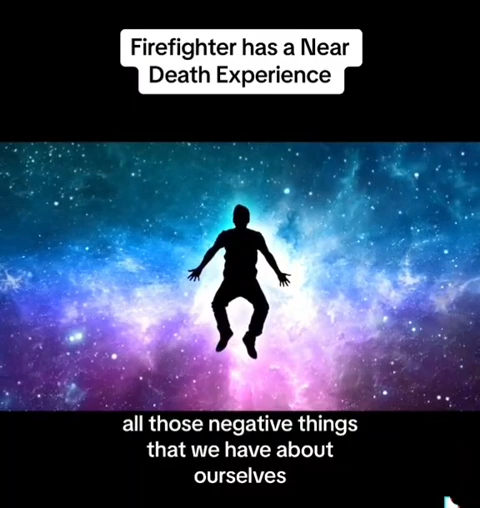 Firefighter has a Near
Death Experience
all those negative things
that we have about
ourselves